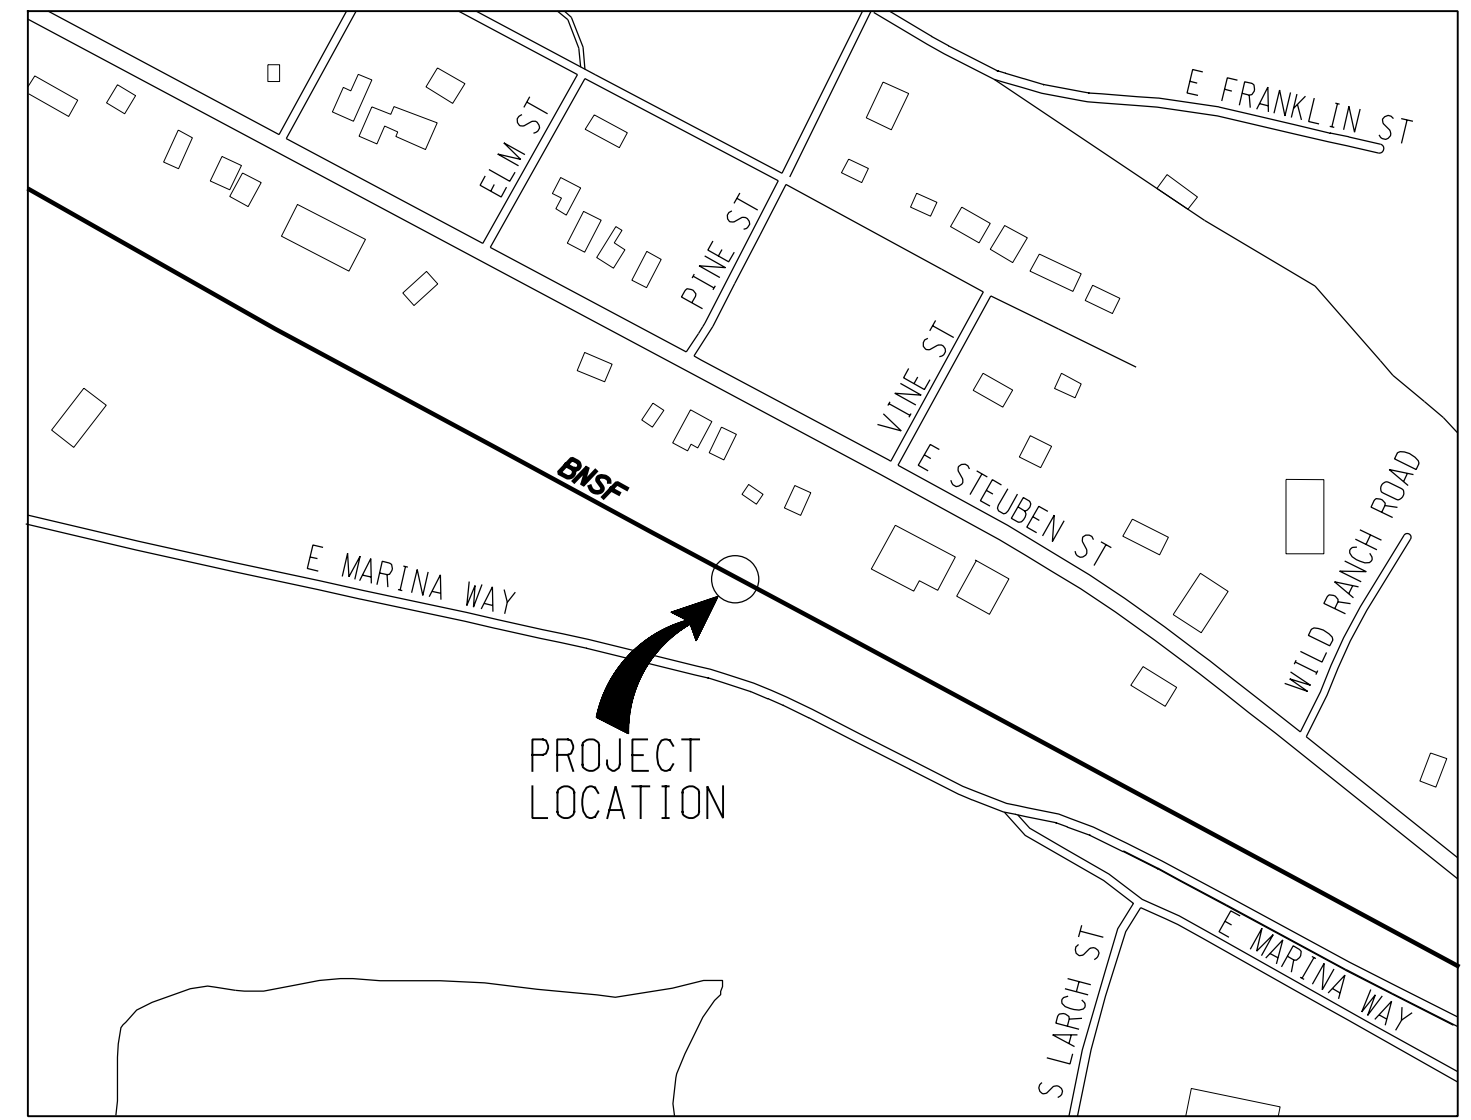 E FRANKLIN ST
ELM ST
PINE ST
VINE ST
E STEUBEN ST
WILD RANCH ROAD
BNSF
E MARINA WAY
PROJECT
LOCATION
E MARINA WAY
S LARCH ST